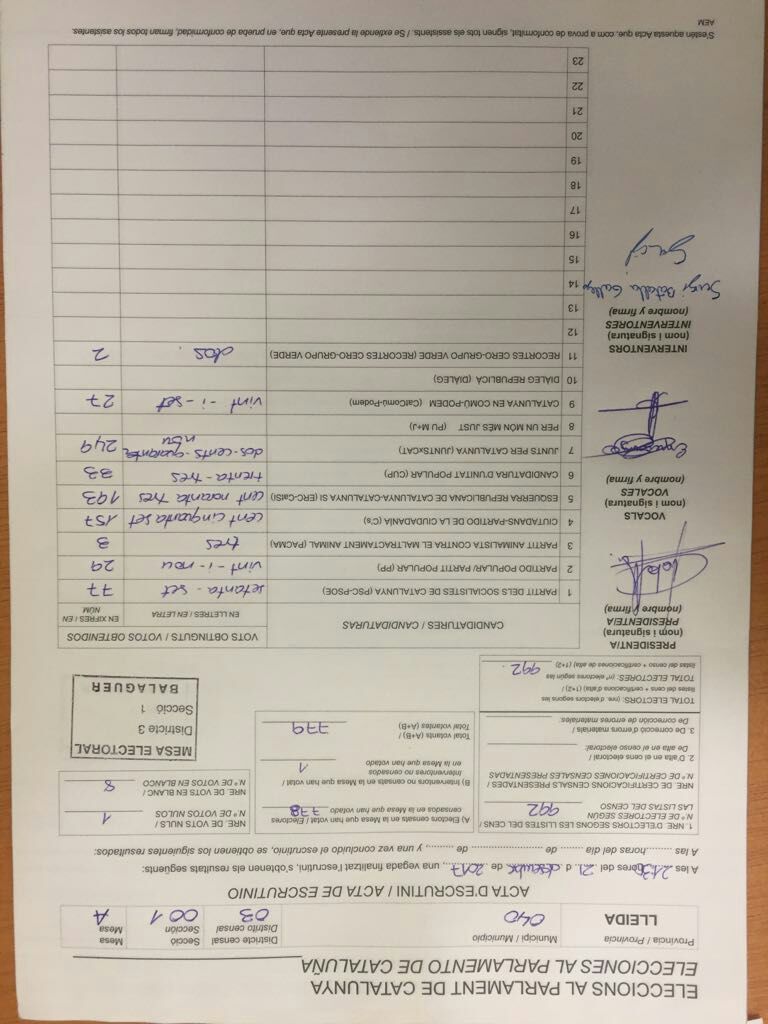 ELECCIONS AL PARLAMENT DE CATALUNYA
ELECCIONES AL PARLAMENTO DE CATALUÑA
Província / Provincia
LLEIDA
Municipi / Municipio
040
Districte censal
Distrito censal
03
Secció
Sección
001
Mesa
Mesa
A
ACTA D'ESCRUTINI / ACTA DE ESCRUTINIO
A les 21:30 hores del 21 d desembre de 2017, una vegada finalitzat l'escrutini, s'obtenen els resultats següents:
A las ........ horas del día ........ de ........ de ........, y una vez concluido el escrutinio, se obtienen los siguientes resultados:
1. NRE. D'ELECTORS SEGONS LES LLISTES DEL CENS /
N.º DE ELECTORES SEGÚN
LAS LISTAS DEL CENSO
992
NRE. DE CERTIFICACIONS CENSALS PRESENTADES /
N.º DE CERTIFICACIONES CENSALES PRESENTADAS
2. D'alta en el cens electoral /
De alta en el censo electoral:
3. De correcció d'errors materials /
De corrección de errores materiales:
TOTAL ELECTORS: (nre. d'electors segons les
llistes del cens + certificacions d'alta) (1+2) /
TOTAL ELECTORES: (nº electores según las
listas del censo + certificaciones de alta) (1+2)
992
A) Electors censats en la Mesa que han votat / Electores
censados en la Mesa que han votado
778
B) Interventors no censats en la Mesa que han votat /
Interventores no censados
en la Mesa que han votado
1
Total votants (A+B) /
Total votantes (A+B)
779
NRE. DE VOTS NULS /
N.º DE VOTOS NULOS
1
NRE. DE VOTS EN BLANC /
N.º DE VOTOS EN BLANCO
8
MESA ELECTORAL
Districte 3
Secció 1
BALAGUER
CANDIDATURES / CANDIDATURAS
VOTS OBTINGUTS / VOTOS OBTENIDOS
EN LLETRES / EN LETRA
EN XIFRES / EN NÚM
1 PARTIT DELS SOCIALISTES DE CATALUNYA (PSC-PSOE) setanta-set 77
2 PARTIDO POPULAR PARTIT POPULAR (PP) vint-i-nou 29
3 PARTIT ANIMALISTA CONTRA EL MALTRACTAMENT ANIMAL (PACMA) tres 3
4 CIUTADANS-PARTIDO DE LA CIUDADANÍA (C's) cent cinquanta set 157
5 ESQUERRA REPUBLICANA DE CATALUNYA-CATALUNYA SÍ (ERC-CatSí) cent noranta tres 193
6 CANDIDATURA D'UNITAT POPULAR (CUP) trenta-tres 33
7 JUNTS PER CATALUNYA (JUNTSxCAT) dos-cents-quaranta nou 249
8 PER UN MÓN MÉS JUST (PU M+J)
9 CATALUNYA EN COMÚ-PODEM (CatComú-Podem) vint-i-set 27
10 DIÀLEG REPUBLICÀ (DIÀLEG)
11 RECORTES CERO-GRUPO VERDE (RECORTES CERO-GRUPO VERDE) dos. 2
12
13
14
15
16
17
18
19
20
21
22
23
PRESIDENT/A
(nom i signatura)
PRESIDENTE/A
(nombre y firma)
VOCALS
(nom i signatura)
VOCALES
(nombre y firma)
INTERVENTORS
(nom i signatura)
INTERVENTORES
(nombre y firma)
Sergi Batalla Gallego
S'estén aquesta Acta que, com a prova de conformitat, signen tots els assistents. / Se extiende la presente Acta que, en prueba de conformidad, firman todos los asistentes.
AEM